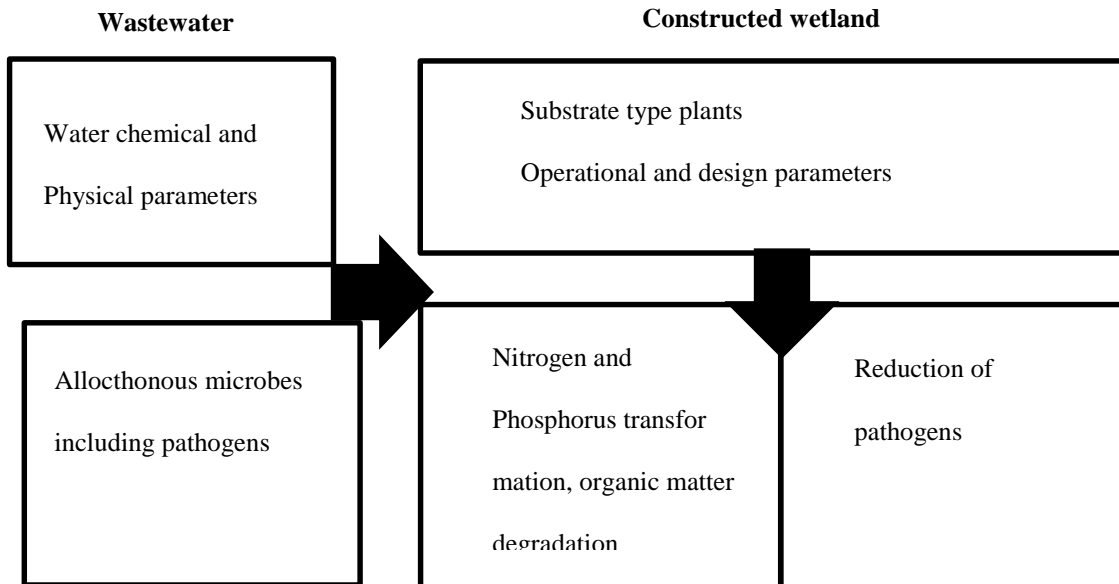 Wastewater
Constructed wetland
Water chemical and
Physical parameters
Substrate type plants
Operational and design parameters
Allocthonous microbes
including pathogens
Nitrogen and
Phosphorus transfor
mation, organic matter
degradation
Reduction of
pathogens